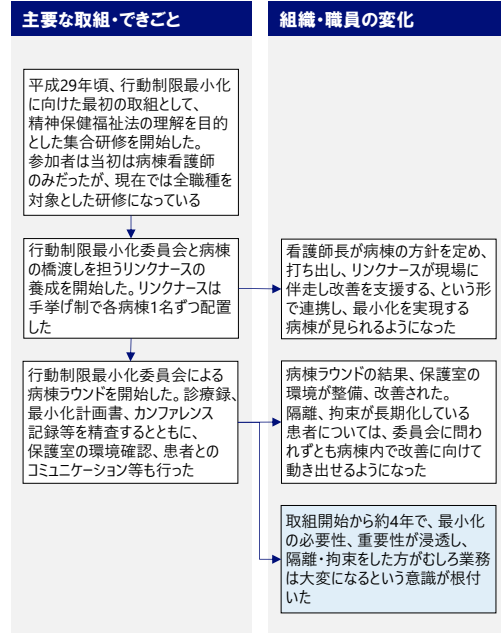 主要な取組・できごと
平成29年頃、行動制限最小化
に向けた最初の取組として、
精神保健福祉法の理解を目的
とした集合研修を開始した。
参加者は当初は病棟看護師
のみだったが、現在では全職種を
対象とした研修になっている
行動制限最小化委員会と病棟
の橋渡しを担うリンクナースの
養成を開始した。リンクナースは
手挙げ制で各病棟1名ずつ配置
した
行動制限最小化委員会による
病棟ラウンドを開始した。診療録、
最小化計画書、カンファレンス
記録等を精査するとともに、
保護室の環境確認、患者との
コミュニケーション等も行った
組織・職員の変化
看護師長が病棟の方針を定め、
打ち出し、リンクナースが現場に
伴走し改善を支援する、という形
で連携し、最小化を実現する
病棟が見られるようになった
病棟ラウンドの結果、保護室の
環境が整備、改善された。
隔離、拘束が長期化している
患者については、委員会に問わ
れずとも病棟内で改善に向けて
動き出せるようになった
取組開始から約4年で、最小化
の必要性、重要性が浸透し、
隔離・拘束をした方がむしろ業務
は大変になるという意識が根付
いた